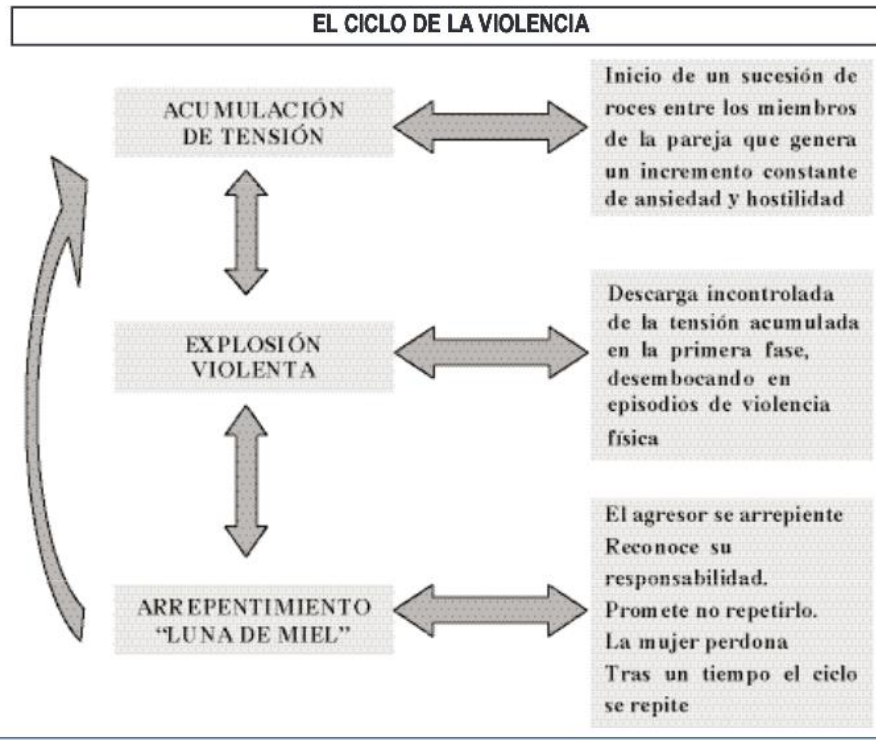 EL CICLO DE LA VIOLENCIA
ACUMULACIÓN
DE TENSIÓN
Inicio de un sucesión de
roces entre los miembros
de la pareja que genera
un incremento constante
de ansiedad y hostilidad
EXPLOSIÓN
VIOLENTA
Descarga incontrolada
de la tensión acumulada
en la primera fase,
desembocando en
episodios de violencia
física
ARREPENTIMIENTO
“LUNA DE MIEL”
El agresor se arrepiente
Reconoce su
responsabilidad.
Promete no repetirlo.
La mujer perdona
Tras un tiempo el ciclo
se repite